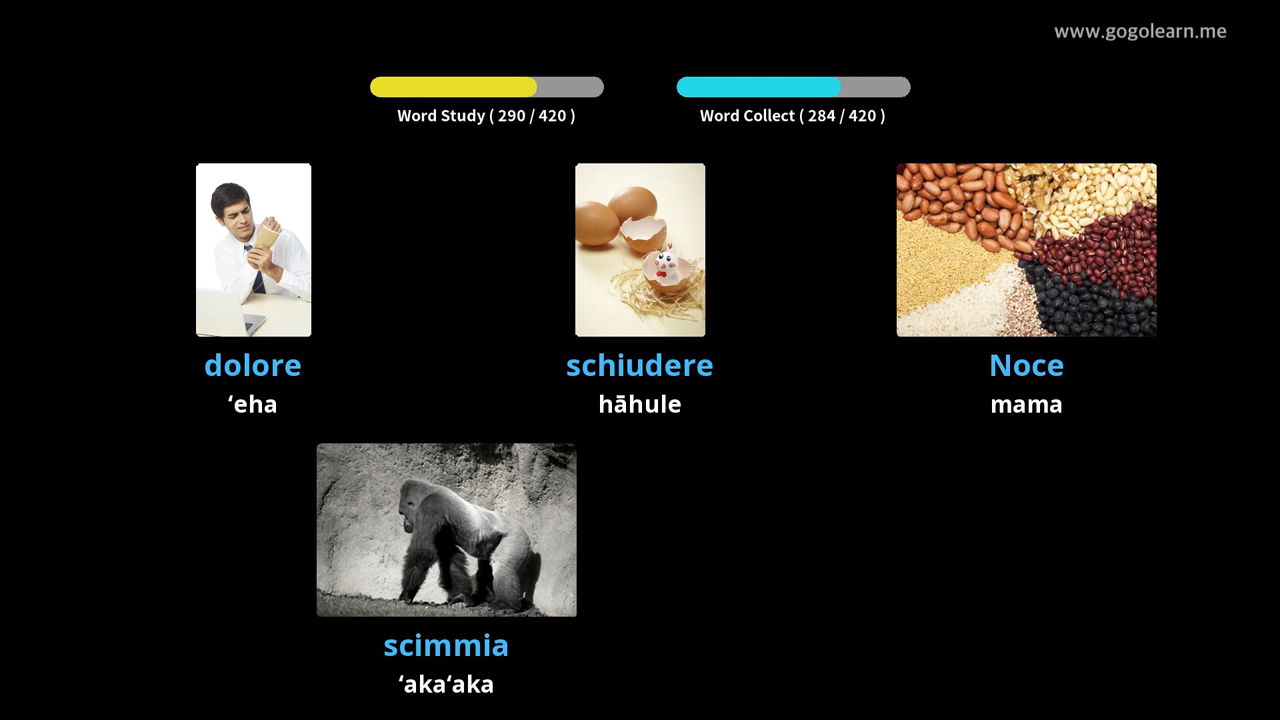 www.gogolearn.me
Word Study ( 290 / 420 )
Word Collect ( 284 / 420 )
dolore
ʻeha
schiudere
hāhule
Noce
mama
scimmia
ʻakaʻaka